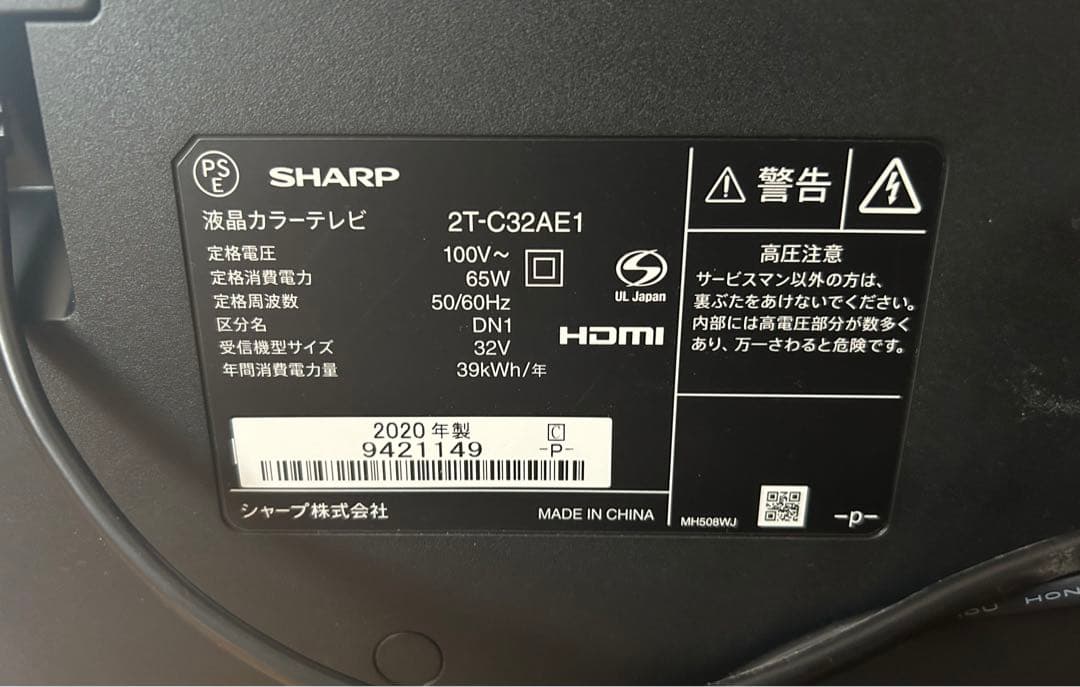 PS
E
SHARP
液晶カラーテレビ 2T-C32AE1
定格電圧 100V~
定格消費電力 65W
定格周波数 50/60Hz
区分名 DN1
受信機型サイズ 32V
年間消費電力量 39kWh/年
UL Japan
HDMI
2020 年製 C
9421149 -P-
シャープ株式会社 MADE IN CHINA
警告
高圧注意
サービスマン以外の方は、
裏ぶたをあけないでください。
内部には高電圧部分が数多く
あり、万一さわると危険です。
MH508WJ -p-